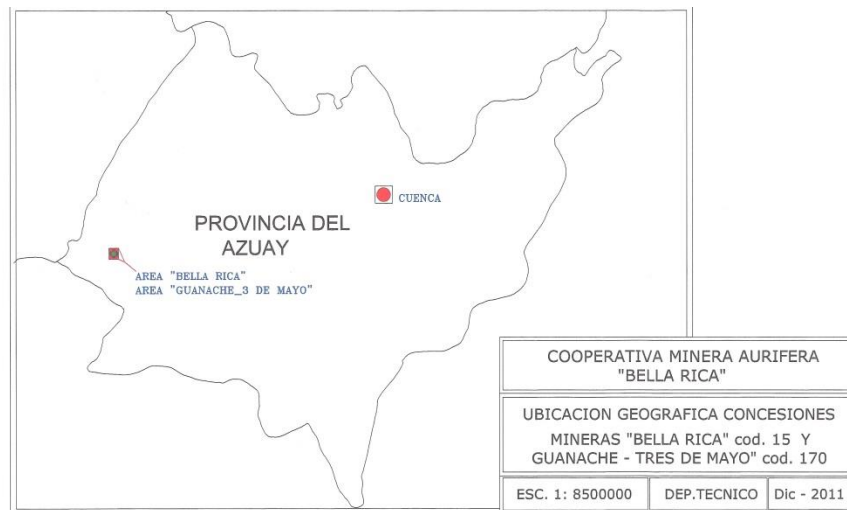 CUENCA
PROVINCIA DEL
AZUAY
AREA "BELLA RICA"
AREA "GUANACHE_3 DE MAYO"
COOPERATIVA MINERA AURIFERA
"BELLA RICA"
UBICACION GEOGRAFICA CONCESIONES
MINERAS "BELLA RICA" cod. 15 Y
GUANACHE - TRES DE MAYO" cod. 170
ESC. 1: 8500000
DEP.TECNICO
Dic - 2011